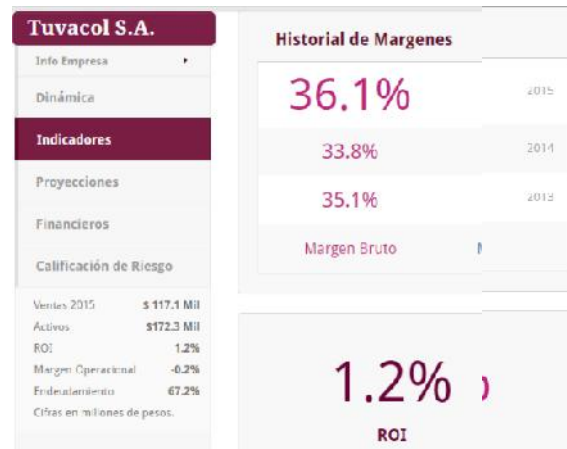 Tuvacol S.A.
Info Empresa
Dinámica
Indicadores
Proyecciones
Financieros
Calificación de Riesgo
Ventas 2015 $ 117.1 Mil
Activos $172.3 Mil
ROI 1.2%
Margen Operacional -0.2%
Endeudamiento 67.2%
Cifras en millones de pesos.
Historial de Margenes
36.1% 2015
33.8% 2014
35.1% 2013
Margen Bruto
1.2%
ROI